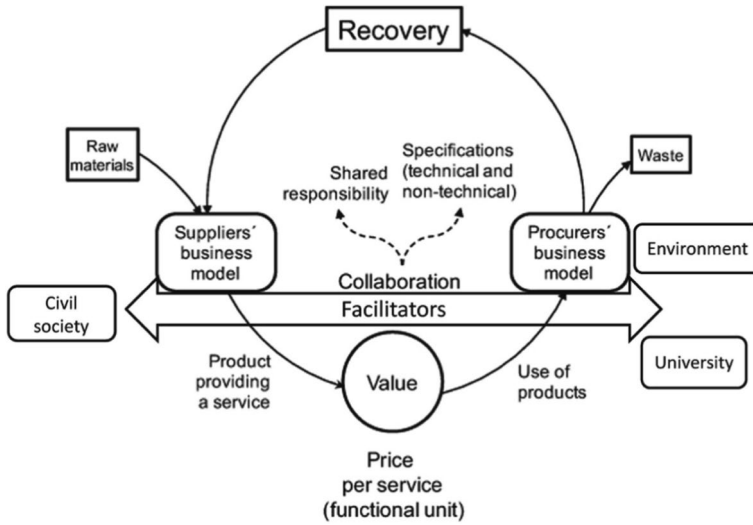 Recovery
Raw
materials
Shared
responsibility
Specifications
(technical and
non-technical)
Waste
Suppliers´
business
model
Procurers´
business
model
Environment
Collaboration
Civil
society
Facilitators
University
Product
providing
a service
Value
Use of
products
Price
per service
(functional unit)